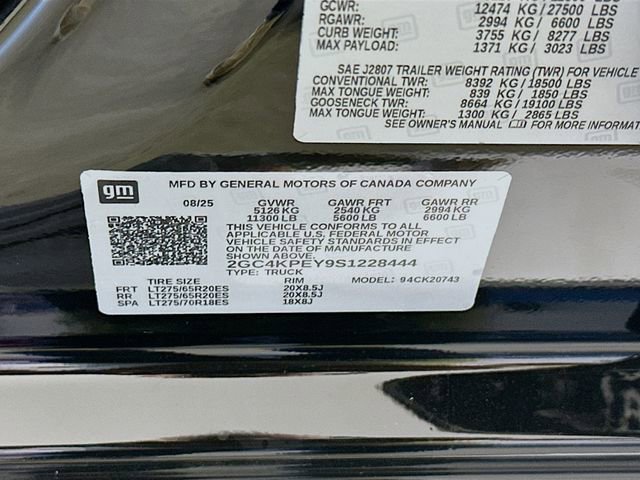 GCWR: 12474 KG/27500 LBS
RGAWR: 2994 KG/ 6600 LBS
CURB WEIGHT: 3755 KG/ 8277 LBS
MAX PAYLOAD: 1371 KG/ 3023 LBS
SAE J2807 TRAILER WEIGHT RATING (TWR) FOR VEHICLE
CONVENTIONAL TWR: 8392 KG/18500 LBS
MAX TONGUE WEIGHT: 839 KG/ 1850 LBS
GOOSENECK TWR: 8664 KG/19100 LBS
MAX TONGUE WEIGHT: 1300 KG/ 2865 LBS
SEE OWNER'S MANUAL FOR MORE INFORMATION
gm
MFD BY GENERAL MOTORS OF CANADA COMPANY
08/25 GVWR GAWR FRT GAWR RR
5126 KG 2540 KG 2994 KG
11300 LB 5600 LB 6600 LB
THIS VEHICLE CONFORMS TO ALL
APPLICABLE U.S. FEDERAL MOTOR
VEHICLE SAFETY STANDARDS IN EFFECT
ON THE DATE OF MANUFACTURE
SHOWN ABOVE.
2GC4KPEY9S1228444
TYPE: TRUCK MODEL: 94CK20743
TIRE SIZE RIM
FRT LT275/65R20ES 20X8.5J
RR LT275/65R20ES 20X8.5J
SPA LT275/70R18ES 18X8J